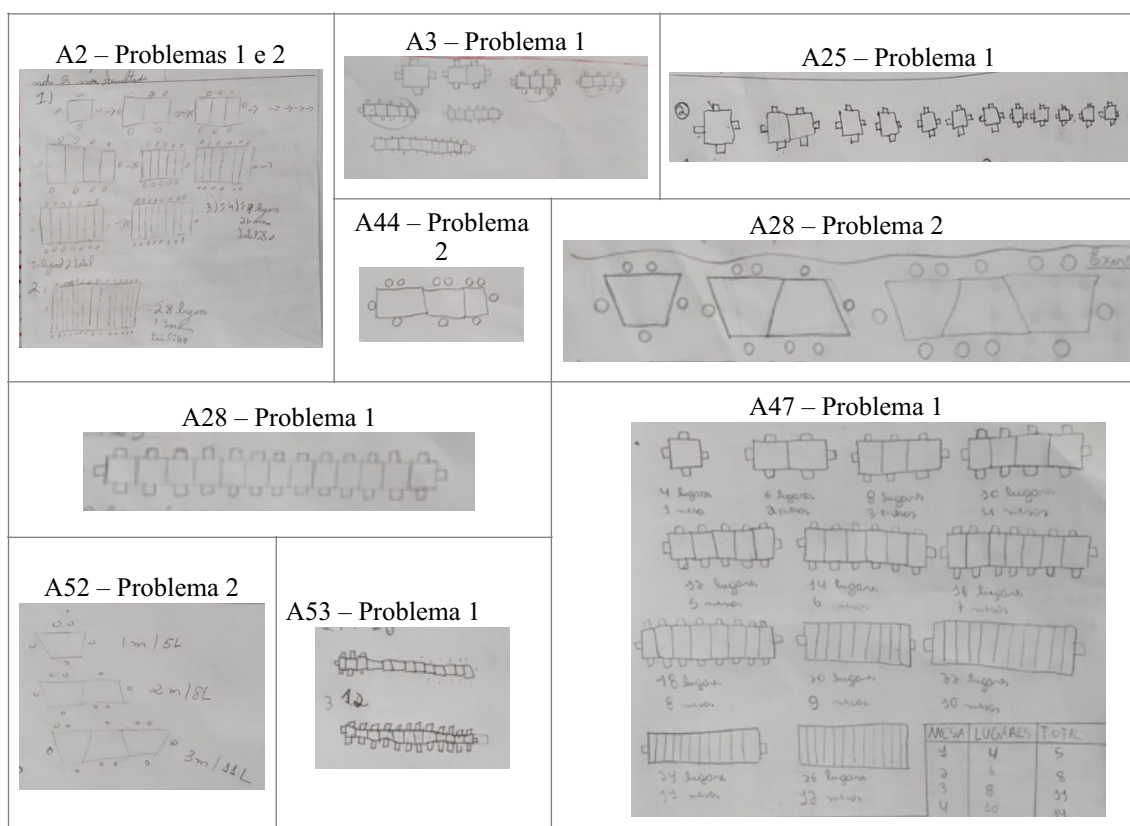 A2 – Problemas 1 e 2
1)
2
3)
28 lugares
A3 – Problema 1
A25 – Problema 1
2
A44 – Problema
2
A28 – Problema 2
A28 – Problema 1
A47 – Problema 1
4 lugares
1 mesa
6 lugares
2 mesas
8 lugares
3 mesas
10 lugares
4 mesas
12 lugares
5 mesas
14 lugares
6 mesas
16 lugares
7 mesas
18 lugares
8 mesas
20 lugares
9 mesas
22 lugares
10 mesas
24 lugares
11 mesas
26 lugares
12 mesas
MESA LUGARES TOTAL
1 4 5
2 6 8
3 8 11
4 10 14
A52 – Problema 2
1m/5L
2m/8L
3m/11L
A53 – Problema 1
3 12